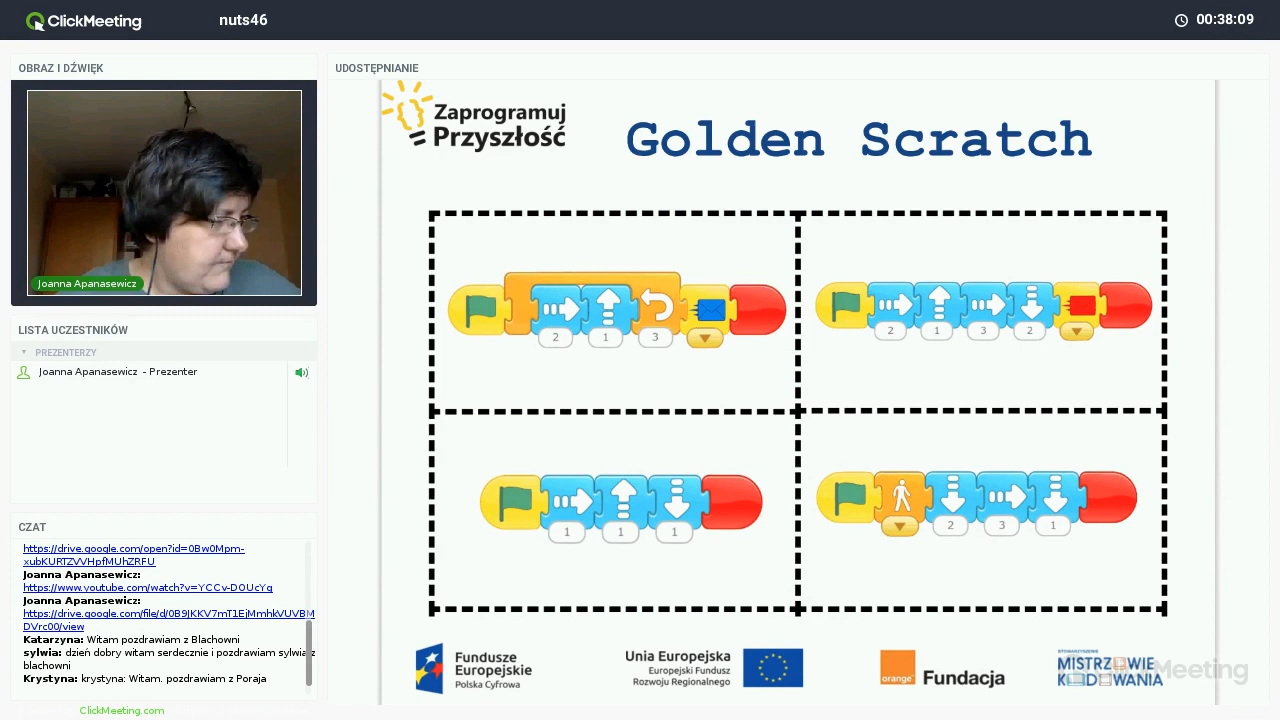 ClickMeeting
nuts46
00:38:09
OBRAZ I DŹWIĘK
Joanna Apanasewicz
LISTA UCZESTNIKÓW
PREZENTERZY
Joanna Apanasewicz - Prezenter
CZAT
https://drive.google.com/open?id=0Bw0Mpm-
xubKURTZVVHpfMUhZRFU
Joanna Apanasewicz:
https://www.youtube.com/watch?v=YCCv-DOUcYg
Joanna Apanasewicz:
https://drive.google.com/file/d/0B9JKKV7mT1EjMmhkVUVBM
DVrc00/view
Katarzyna: Witam pozdrawiam z Blachowni
sylwia: dzień dobry witam serdecznie i pozdrawiam sylwia z
blachowni
Krystyna: krystyna: Witam. pozdrawiam z Poraja
ClickMeeting.com
UDOSTĘPNIANIE
Zaprogramuj
Przyszłość
Golden Scratch
2 1 3
2 1 3 2
1 1 1
2 3 1
Fundusze
Europejskie
Polska Cyfrowa
Unia Europejska
Europejski Fundusz
Rozwoju Regionalnego
orange
Fundacja
STOWARZYSZENIE
MISTRZOWIE
KODOWANIA
ClickMeeting